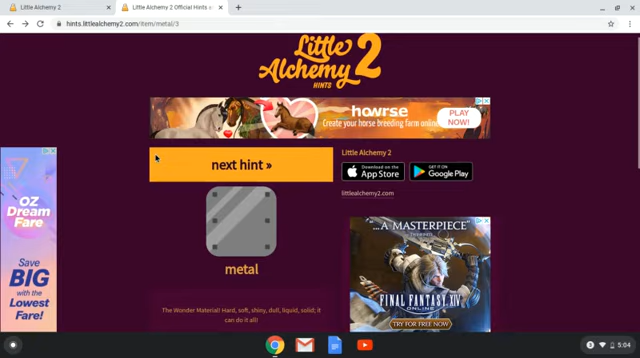 Little Alchemy 2
Little Alchemy 2 Official Hints
hints.littlealchemy2.com/item/metal/3
Little
Alchemy 2
HINTS
howrse
Create your horse breeding farm online
PLAY
NOW!
next hint »
Little Alchemy 2
Download on the
App Store
GET IT ON
Google Play
littlealchemy2.com
metal
The Wonder Material! Hard, soft, shiny, dull, liquid, solid; it
can do it all!
OZ
Dream
Fare
Save
BIG
with the
Lowest
Fare!
"...A MASTERPIECE"
FINAL FANTASY XIV
ONLINE
TRY FOR FREE NOW
3
5:04